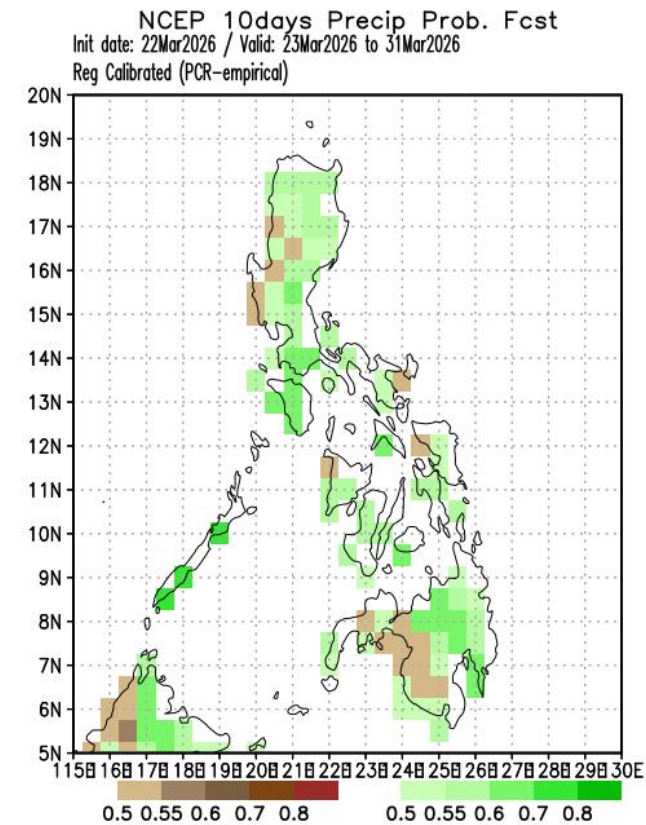 NCEP 10days Precip Prob. Fcst
Init date: 22Mar2026 / Valid: 23Mar2026 to 31Mar2026
Reg Calibrated (PCR-empirical)
20N
19N
18N
17N
16N
15N
14N
13N
12N
11N
10N
9N
8N
7N
6N
5N
115E 116E 117E 118E 119E 120E 121E 122E 123E 124E 125E 126E 127E 128E 129E 130E
0.5 0.55 0.6 0.7 0.8 0.5 0.55 0.6 0.7 0.8